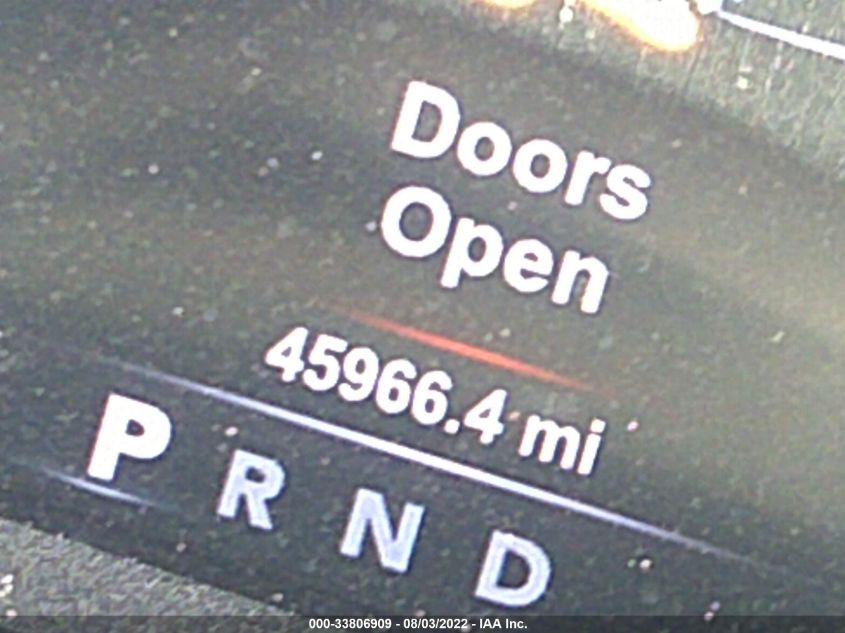 Doors
Open
45966.4 mi
P R N D
000-33806909 - 08/03/2022 - IAA Inc.